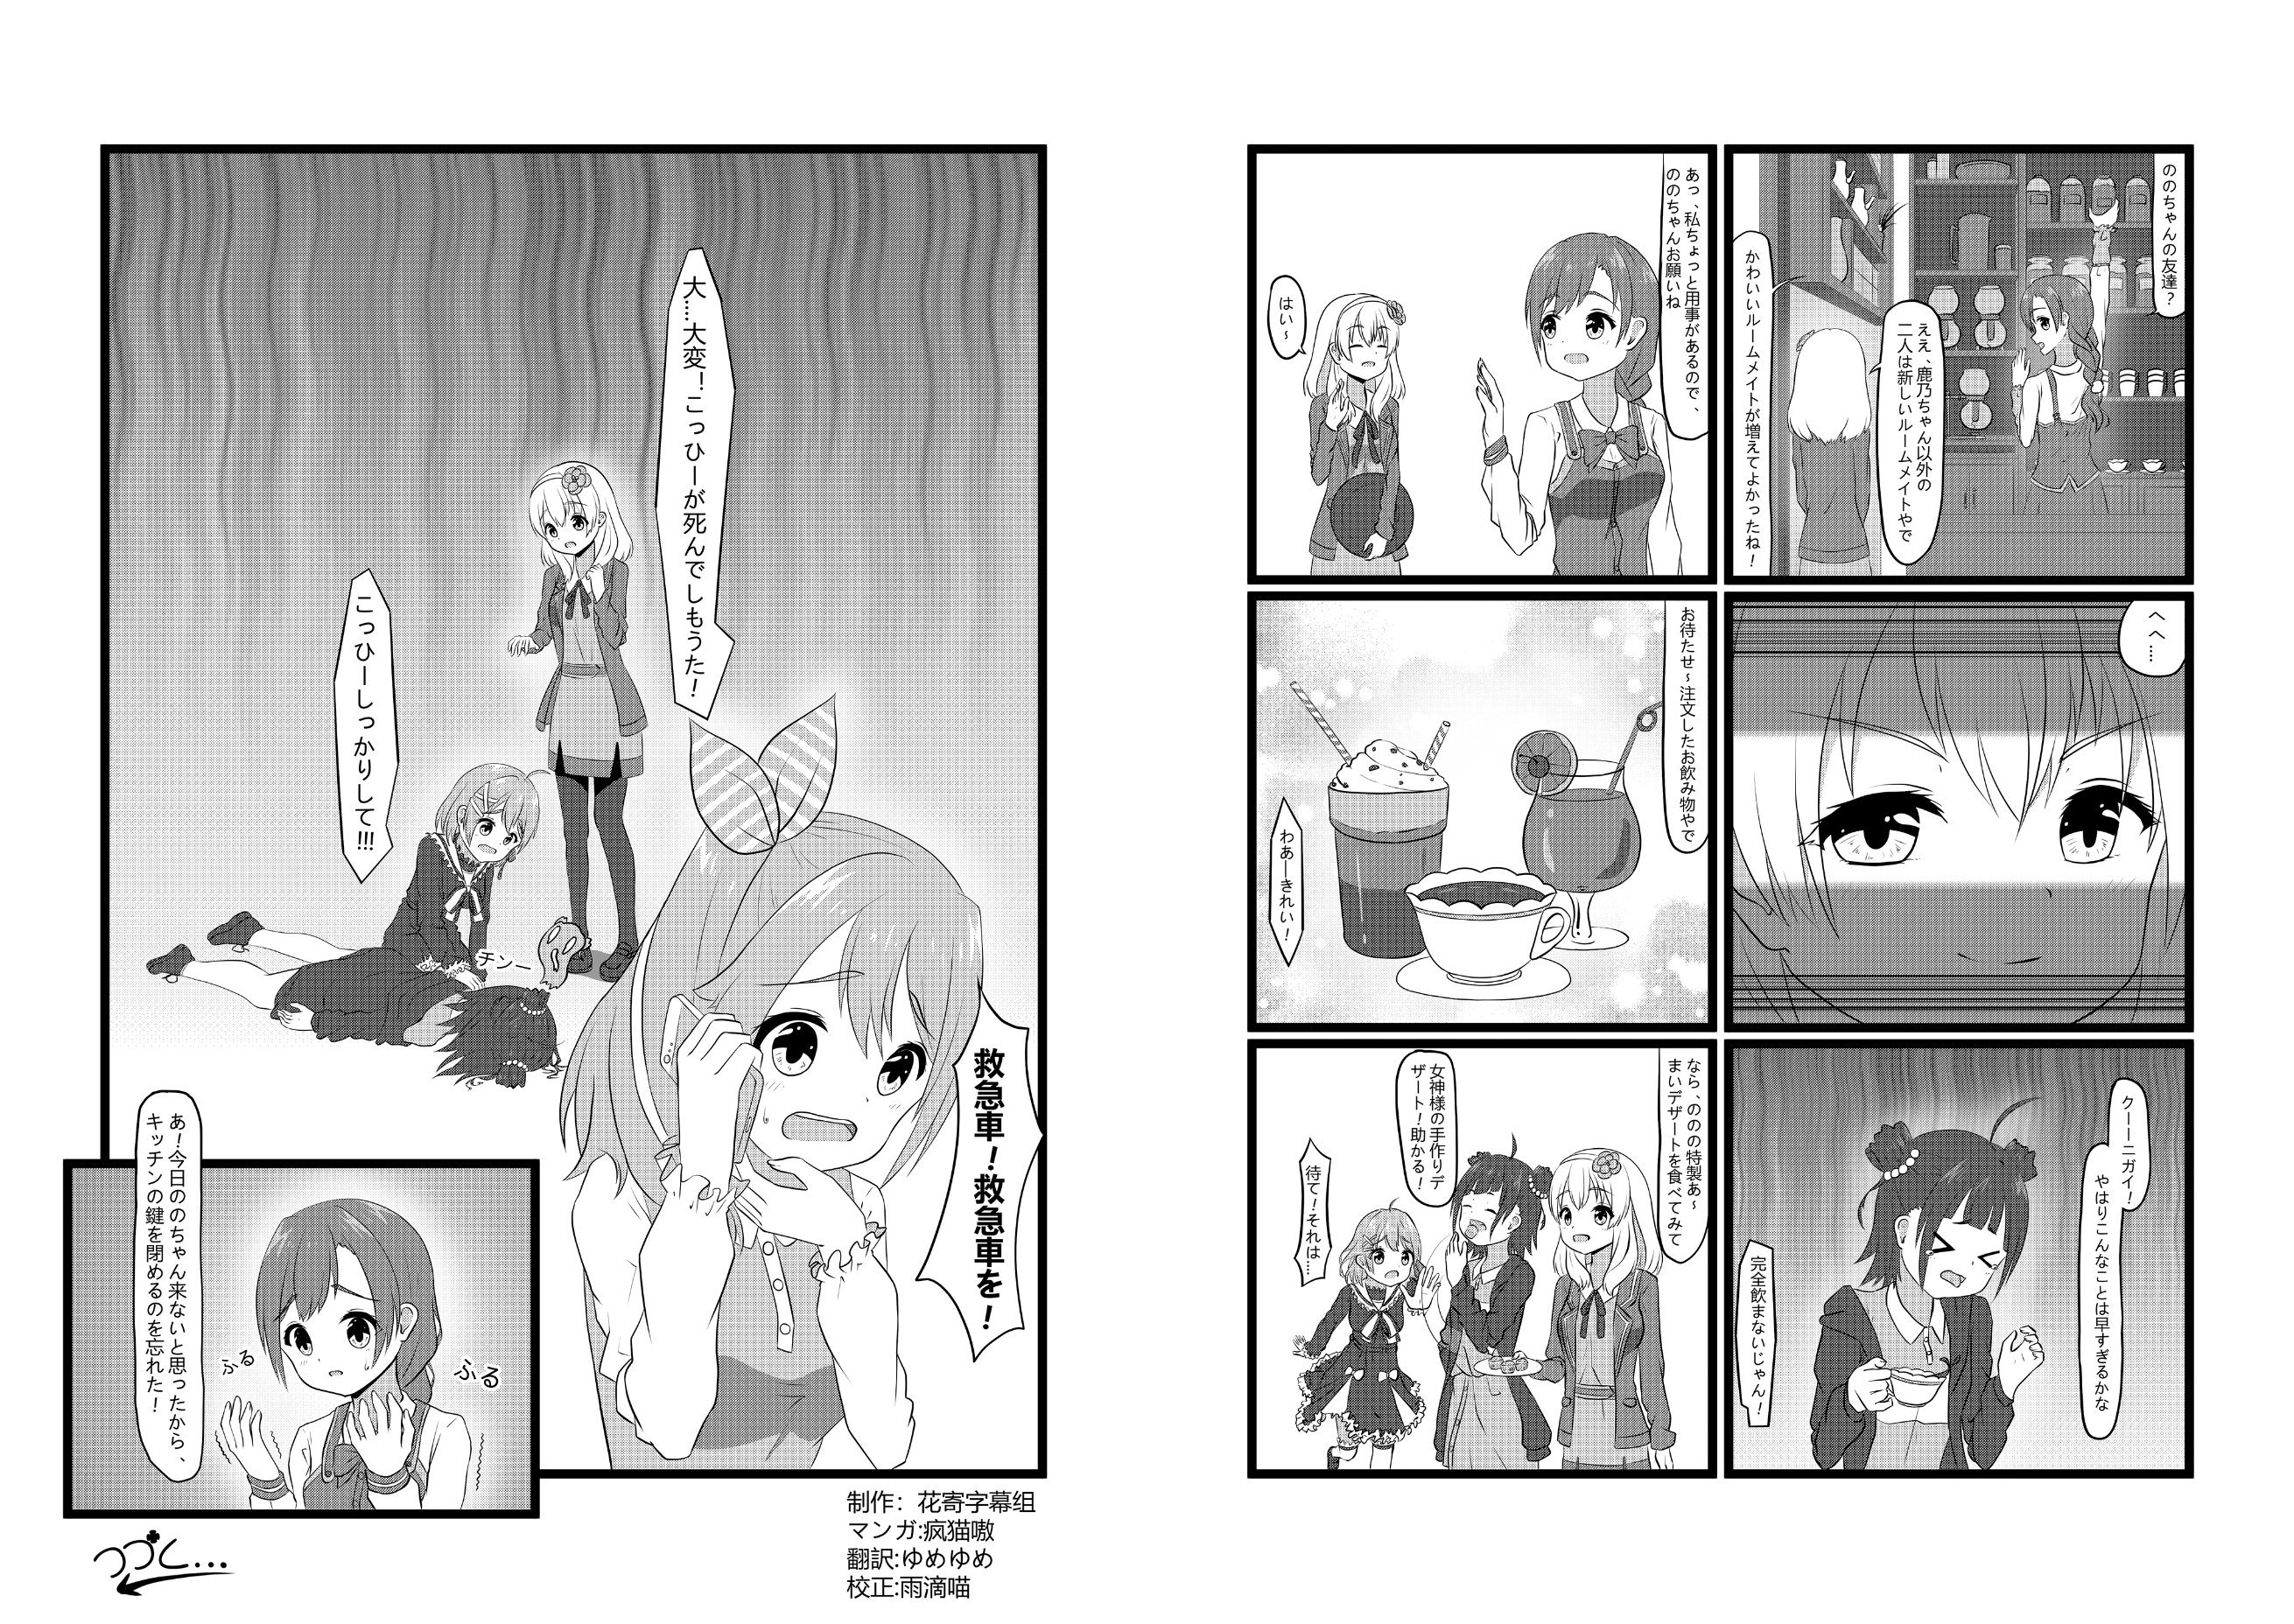 ののちゃんの友達?
ええ、鹿乃ちゃん以外の
二人は新しいルームメイトやで
かわいいルームメイトが増えてよかったね!
あっ、私ちょっと用事があるので、
ののちゃんお願いね
はい~
へへ…
お待たせ~注文したお飲み物やで
わあーきれい!
クーーニガイ!
やはりこんなことは早すぎるかな
完全飲まないじゃん!
なら、ののの特製あ~
まいデザートを食べてみて
女神様の手作りデ
ザート!助かる!
待て!それは…
大…大変!こっひーが死んでしもうた!
こっひーしっかりして!!!
チンー
救急車!救急車を!
あ!今日ののちゃん来ないと思ったから、
キッチンの鍵を閉めるのを忘れた!
ふる
ふる
つづく...
制作：花寄字幕组
マンガ:疯猫嗷
翻訳:ゆめゆめ
校正:雨滴喵